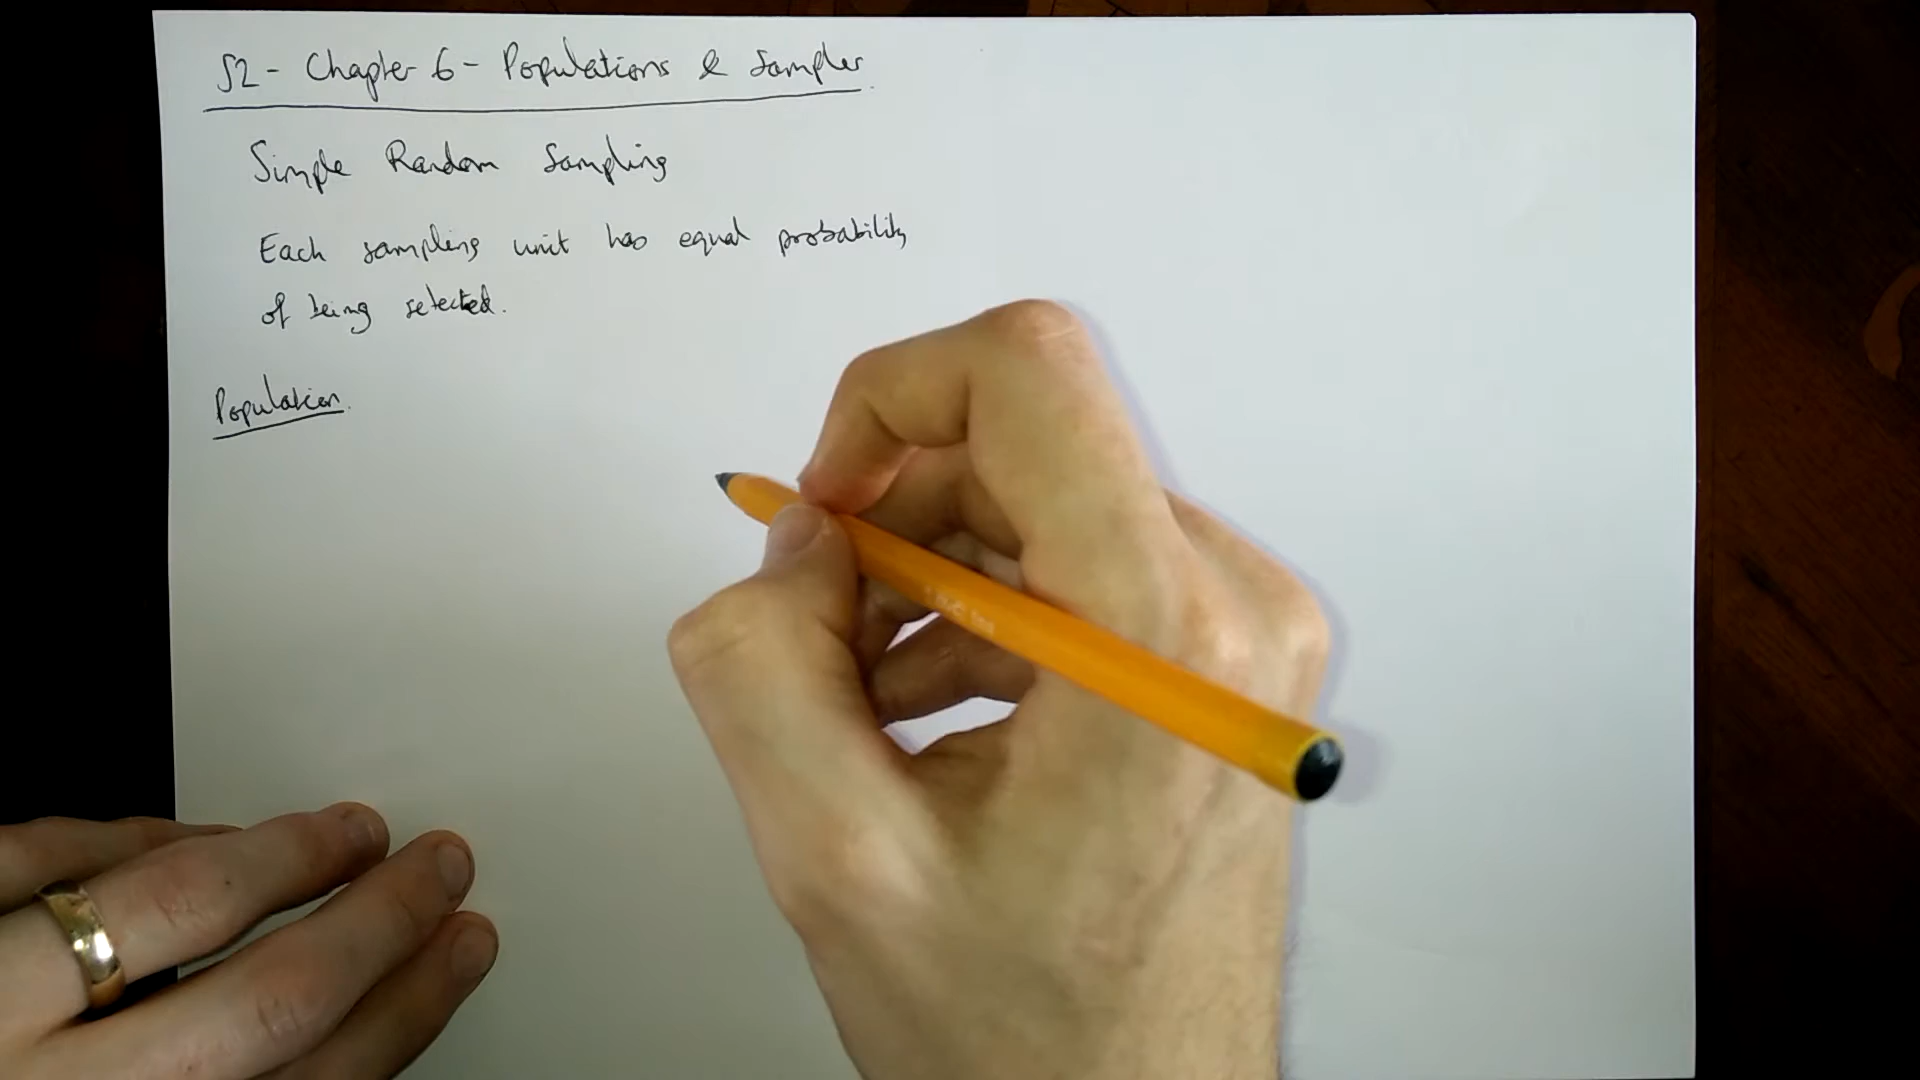 S2 - Chapter 6 - Populations & Samples.
Simple Random Sampling
Each sampling unit has equal probability
of being selected.
Population.